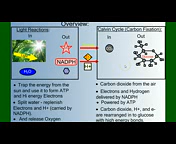 Overview:
Light Reactions
In
Out
NADPH
H₂O
Calvin Cycle (Carbon Fixation):
In
Out
• Trap the energy from the
sun and use it to form ATP
and Hi energy Electrons
• Split water - replenish
Electrons and H+ (carried
by NADPH)
• And release Oxygen
• Carbon dioxide from the air
• Electrons and Hydrogen
delivered by NADPH
• Powered by ATP
• Carbon dioxide, H+, and e-
are rearranged in to glucose
with high energy bonds.